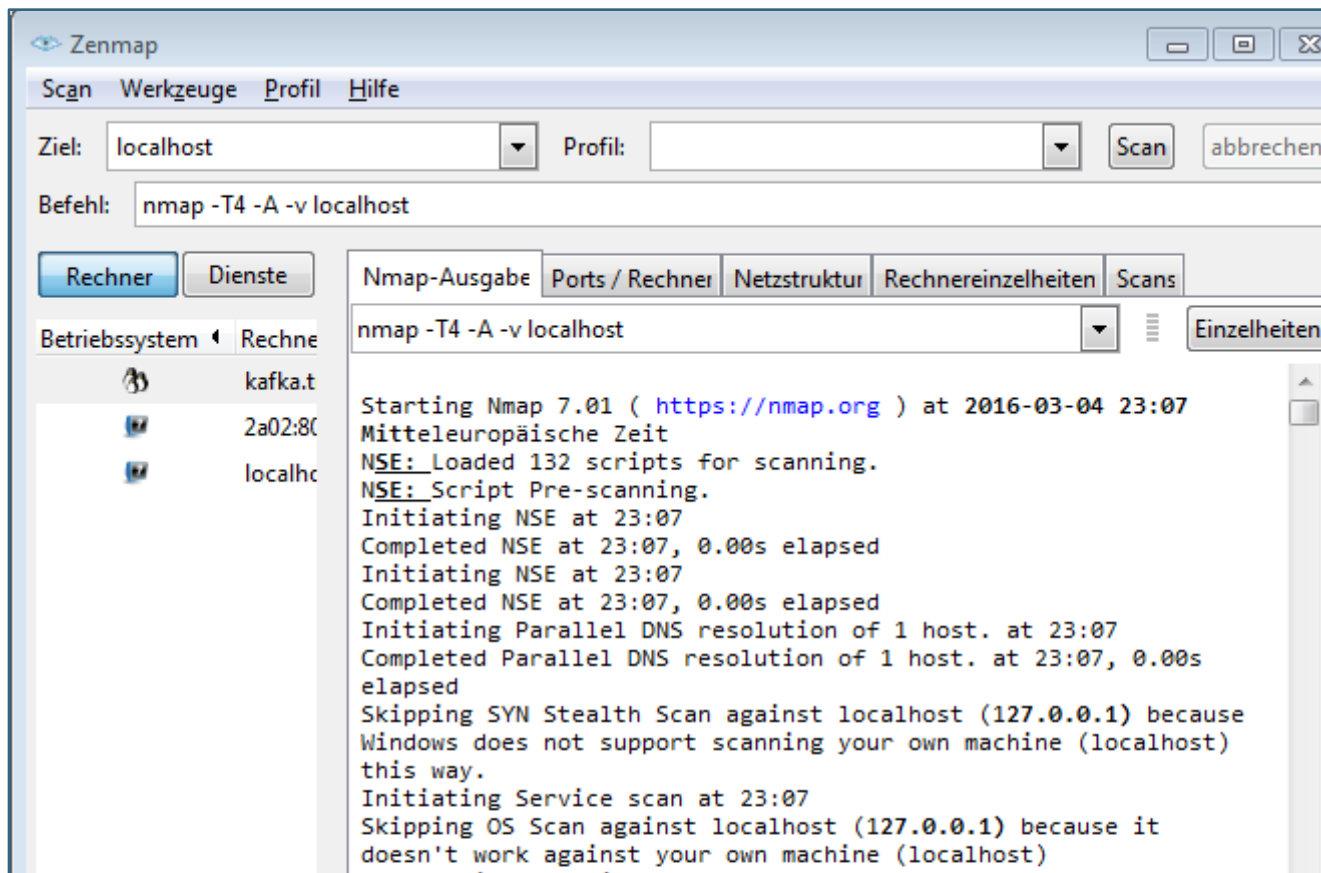 Zenmap
Scan Werkzeuge Profil Hilfe
Ziel: localhost Profil: Scan abbrechen
Befehl: nmap -T4 -A -v localhost
Rechner Dienste
Nmap-Ausgabe Ports / Rechner Netzstruktur Rechnereinzelheiten Scans
Betriebssystem Rechne
nmap -T4 -A -v localhost Einzelheiten
kafka.t
2a02:80
localho
Starting Nmap 7.01 ( https://nmap.org ) at 2016-03-04 23:07
Mitteleuropäische Zeit
NSE: Loaded 132 scripts for scanning.
NSE: Script Pre-scanning.
Initiating NSE at 23:07
Completed NSE at 23:07, 0.00s elapsed
Initiating NSE at 23:07
Completed NSE at 23:07, 0.00s elapsed
Initiating Parallel DNS resolution of 1 host. at 23:07
Completed Parallel DNS resolution of 1 host. at 23:07, 0.00s
elapsed
Skipping SYN Stealth Scan against localhost (127.0.0.1) because
Windows does not support scanning your own machine (localhost)
this way.
Initiating Service scan at 23:07
Skipping OS Scan against localhost (127.0.0.1) because it
doesn't work against your own machine (localhost)